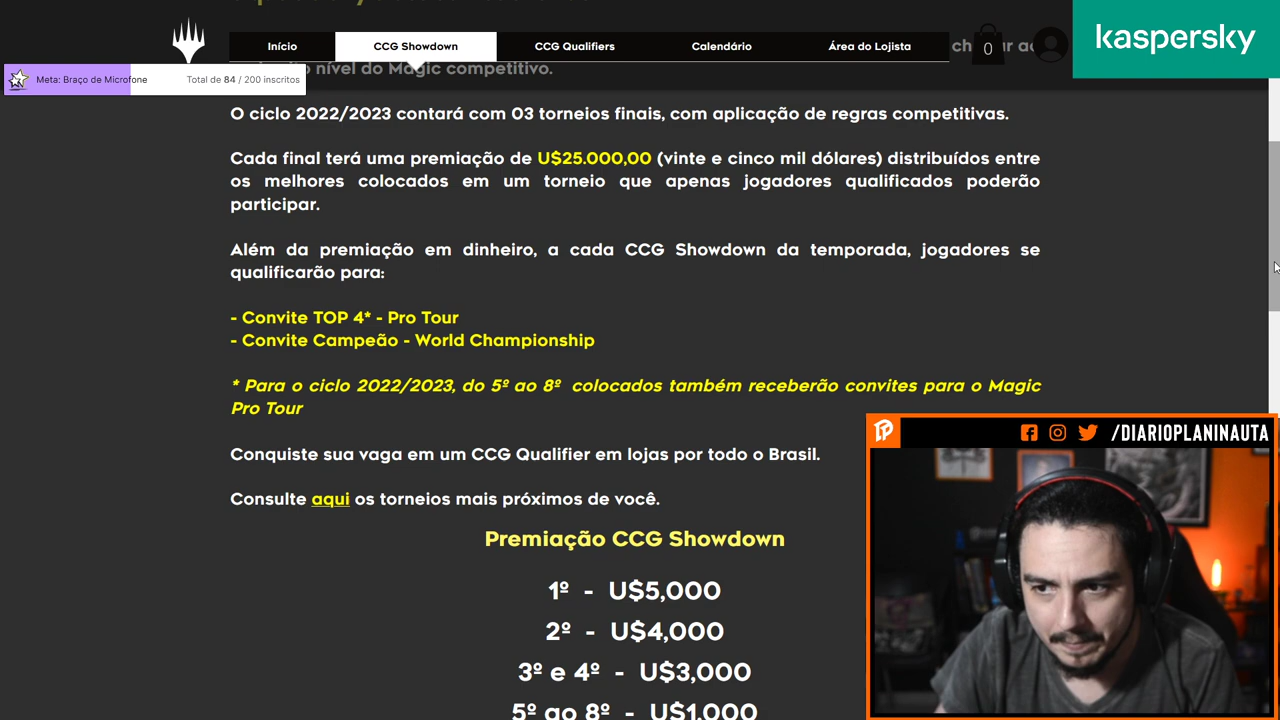 Início
CCG Showdown
CCG Qualifiers
Calendário
Área do Lojista
0
kaspersky
Meta: Braço de Microfone
Total de 84 / 200 inscritos
nível do Magic competitivo.
O ciclo 2022/2023 contará com 03 torneios finais, com aplicação de regras competitivas.
Cada final terá uma premiação de U$25.000,00 (vinte e cinco mil dólares) distribuídos entre
os melhores colocados em um torneio que apenas jogadores qualificados poderão
participar.
Além da premiação em dinheiro, a cada CCG Showdown da temporada, jogadores se
qualificarão para:
- Convite TOP 4* - Pro Tour
- Convite Campeão - World Championship
* Para o ciclo 2022/2023, do 5º ao 8º colocados também receberão convites para o Magic
Pro Tour
Conquiste sua vaga em um CCG Qualifier em lojas por todo o Brasil.
Consulte aqui os torneios mais próximos de você.
Premiação CCG Showdown
1º - U$5,000
2º - U$4,000
3º e 4º - U$3,000
5º ao 8º - U$1,000
/DIARIOPLANINAUTA